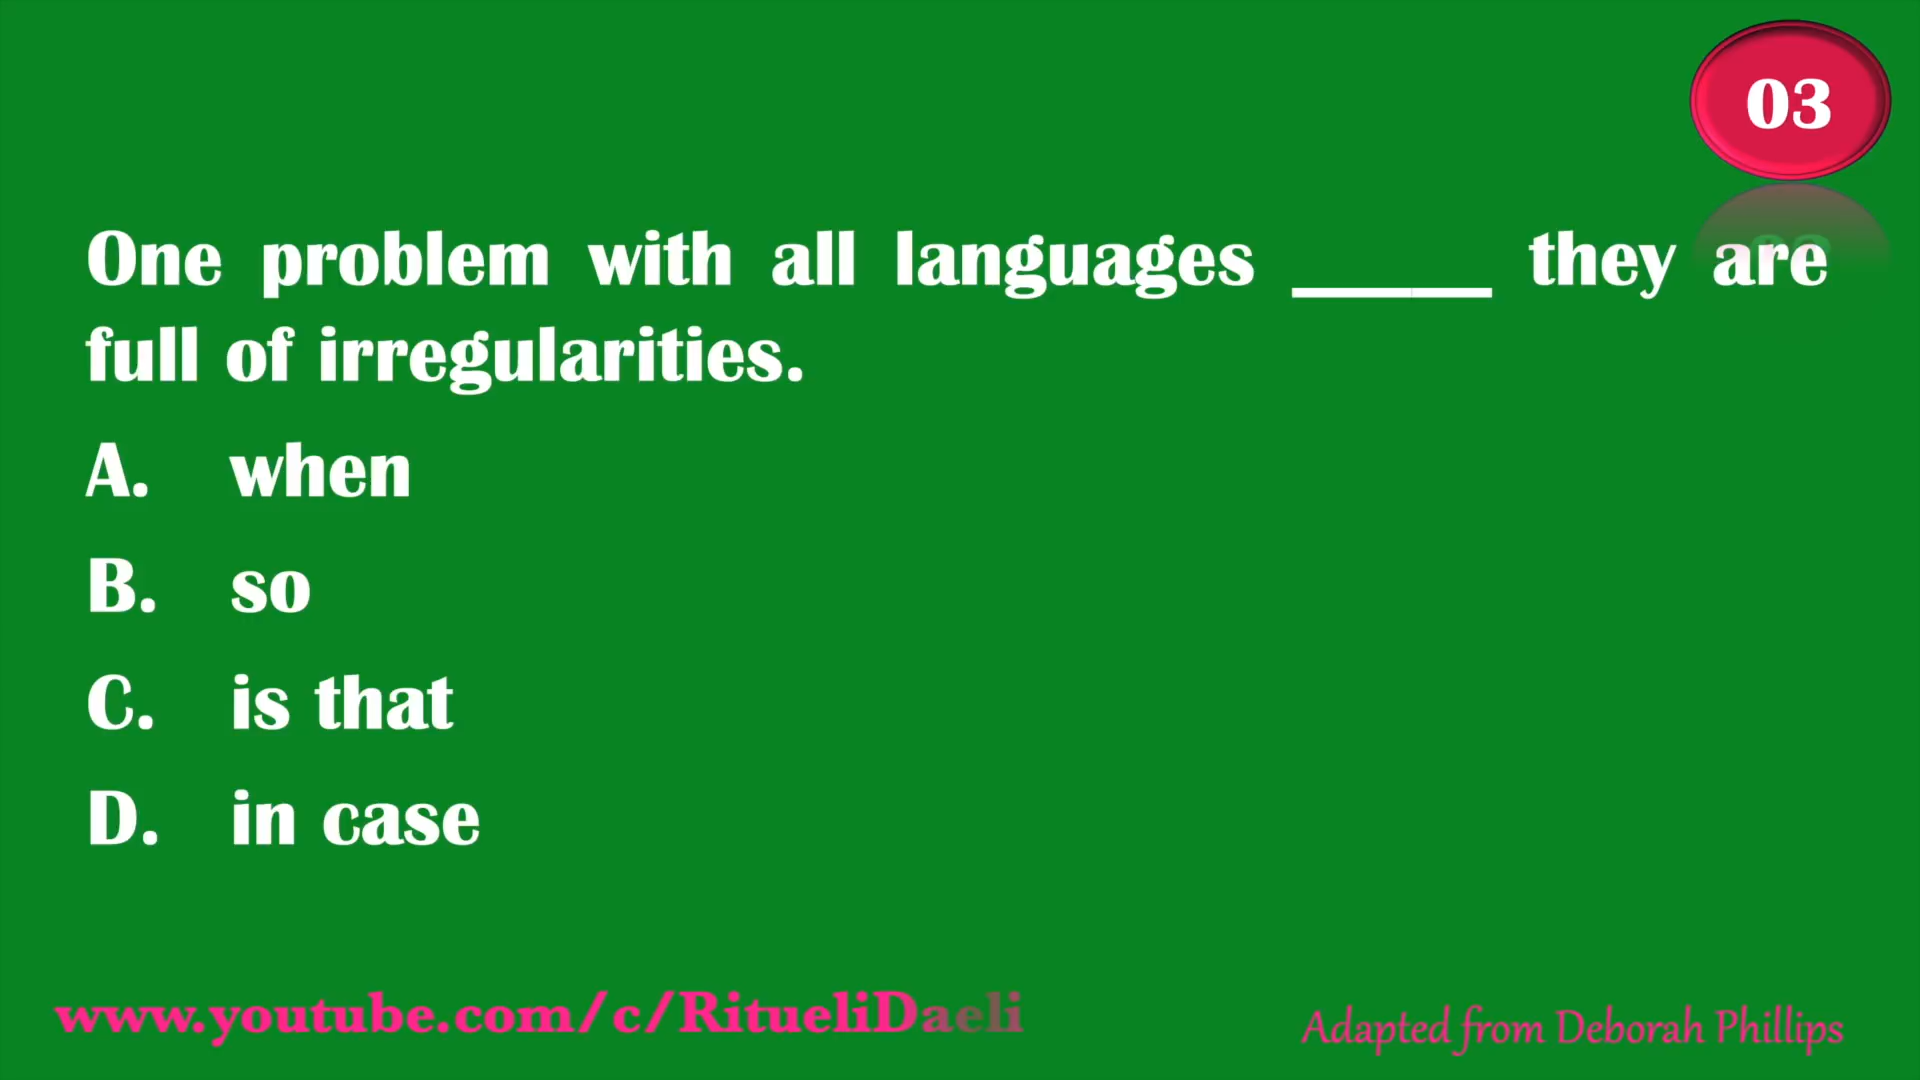 03
One problem with all languages _____ they are
full of irregularities.
A. when
B. so
C. is that
D. in case
www.youtube.com/c/RitueliDaeli
Adapted from Deborah Phillips